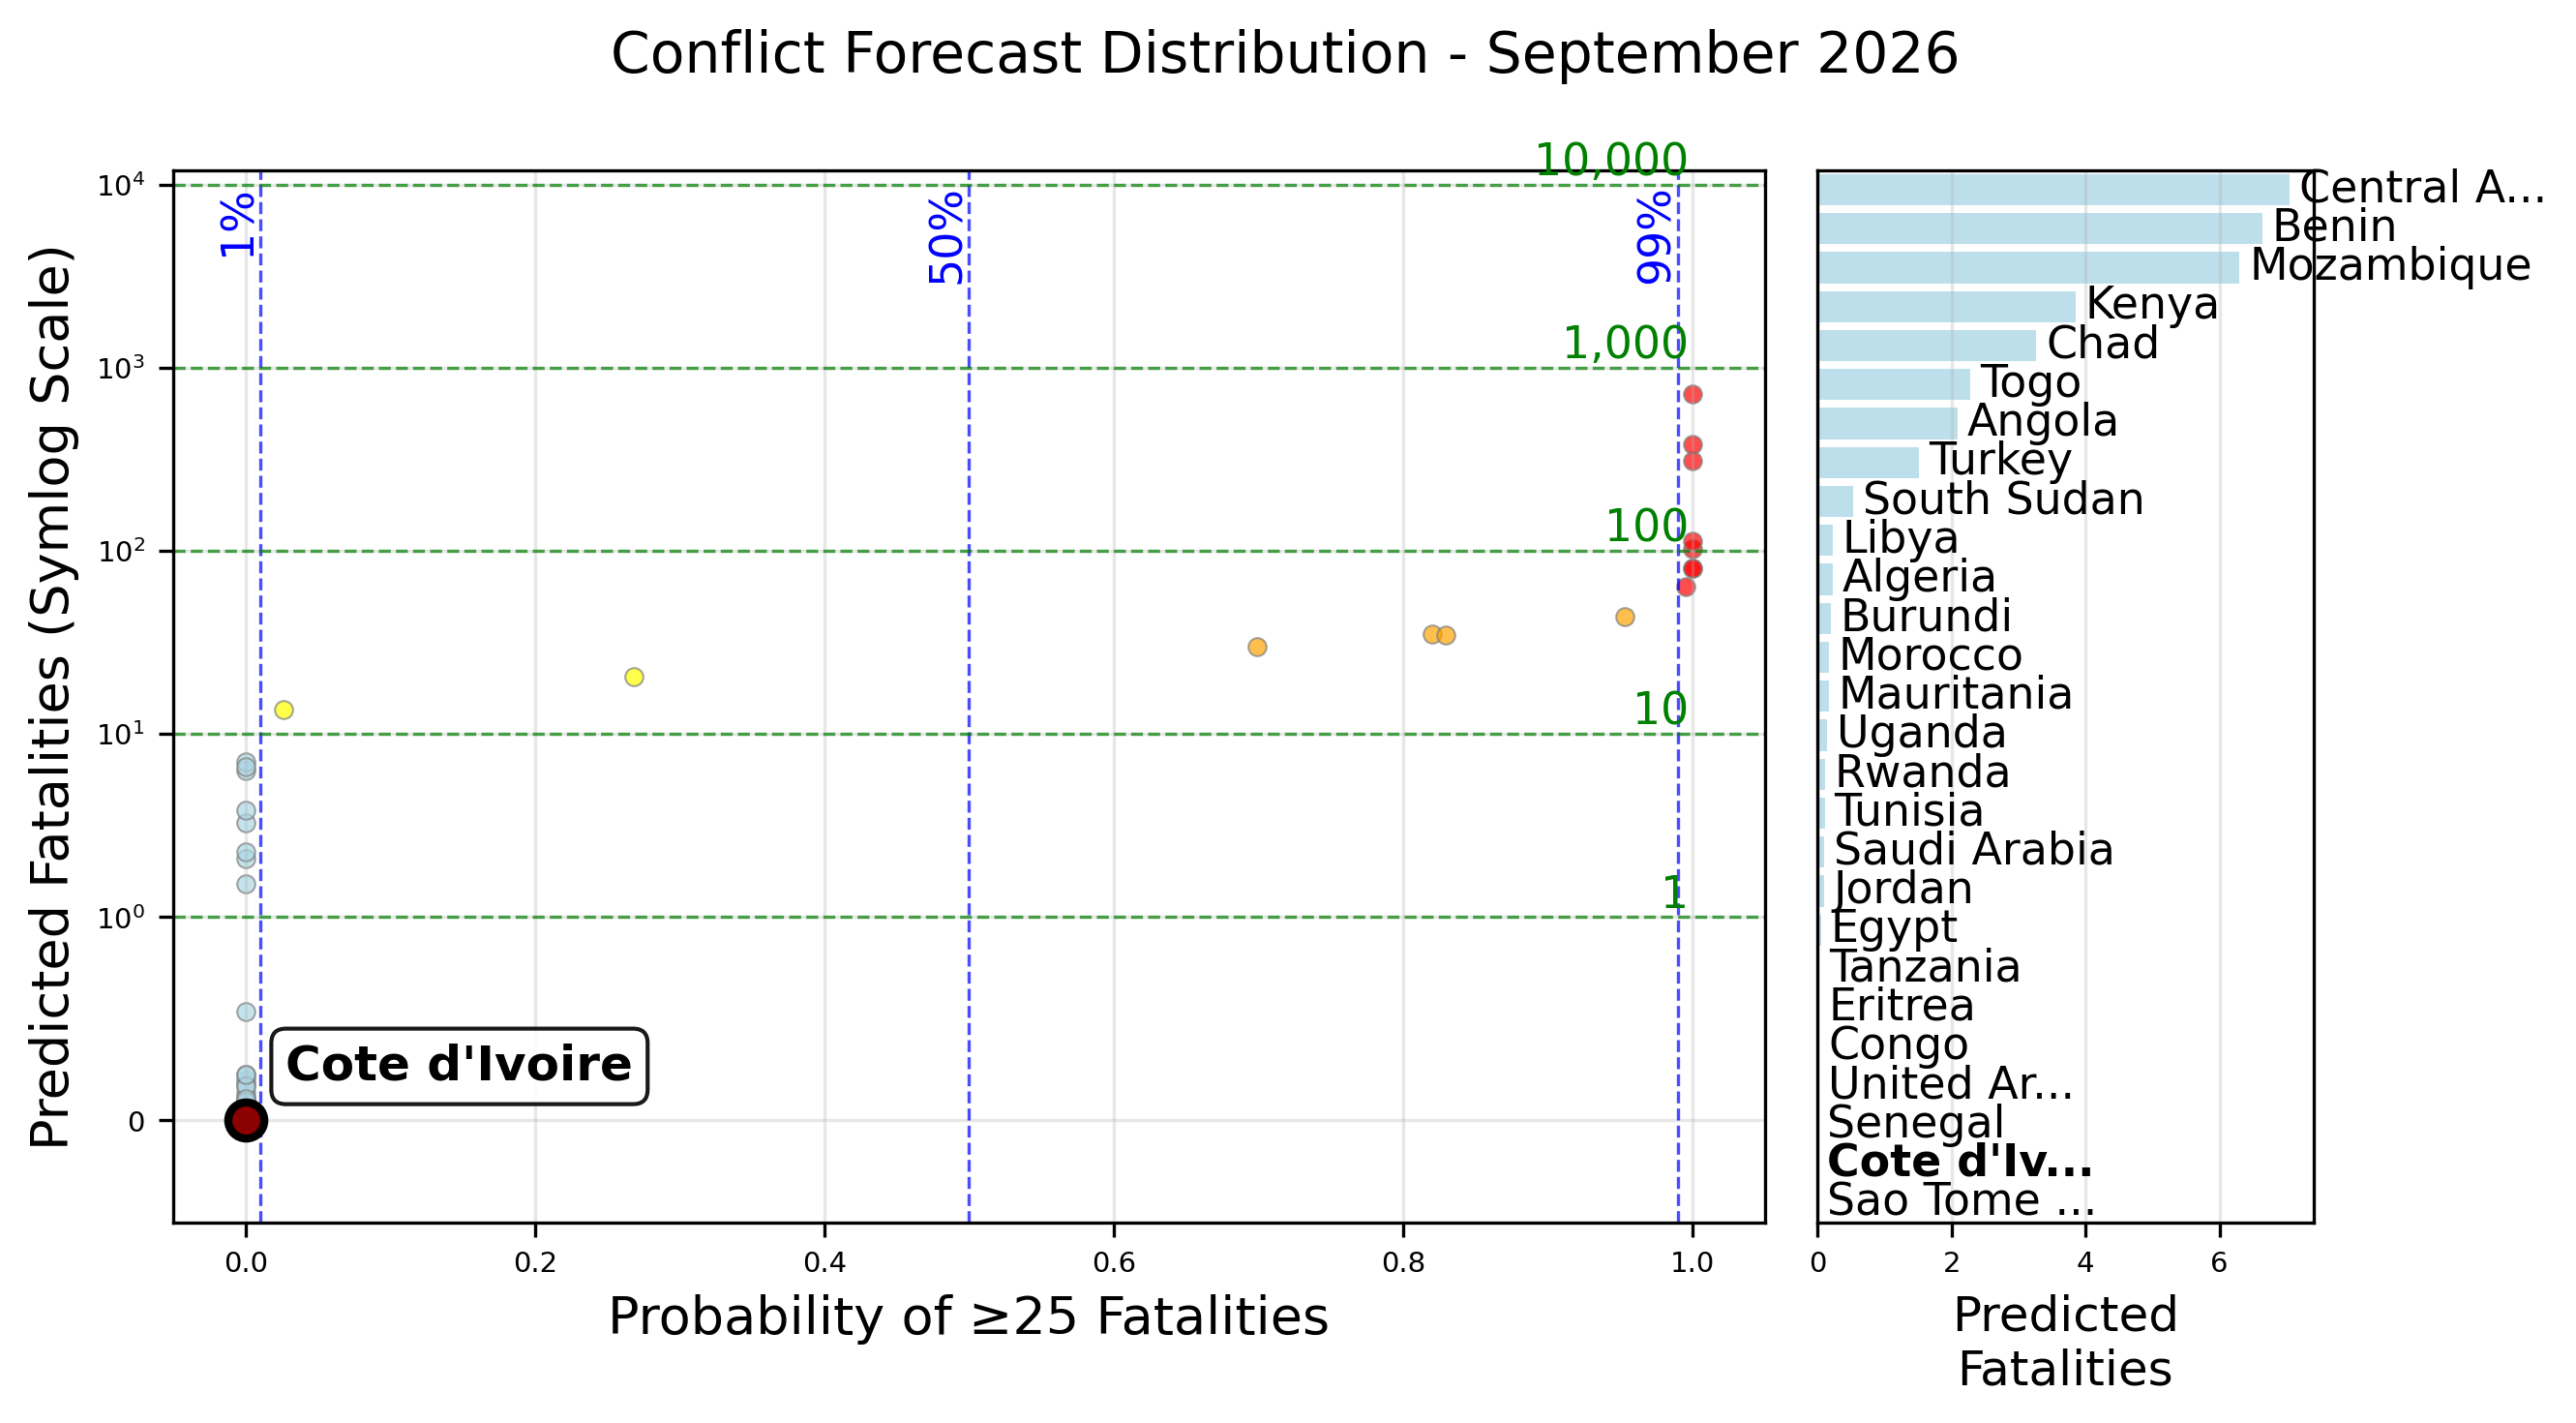 Conflict Forecast Distribution - September 2026
Predicted Fatalities (Symlog Scale)
10⁴
10³
10²
10¹
10⁰
0
1%
50%
99%
10,000
1,000
100
10
1
Cote d'Ivoire
0.0
0.2
0.4
0.6
0.8
1.0
Probability of ≥25 Fatalities
Central A...
Benin
Mozambique
Kenya
Chad
Togo
Angola
Turkey
South Sudan
Libya
Algeria
Burundi
Morocco
Mauritania
Uganda
Rwanda
Tunisia
Saudi Arabia
Jordan
Egypt
Tanzania
Eritrea
Congo
United Ar...
Senegal
Cote d'Iv...
Sao Tome ...
0
2
4
6
Predicted
Fatalities